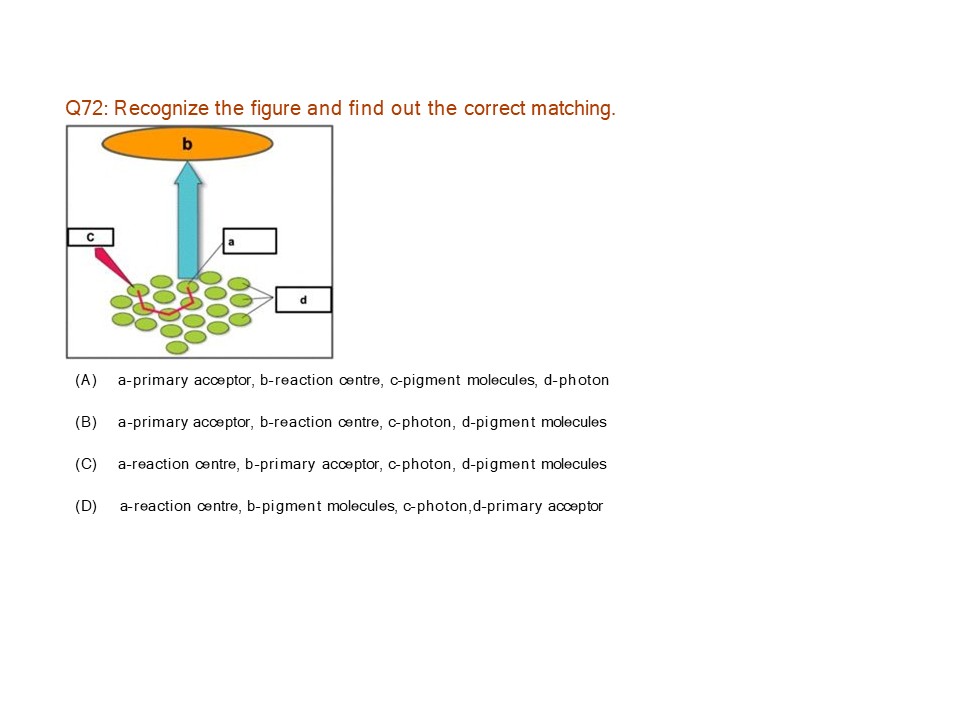 Q72: Recognize the figure and find out the correct matching.
b
c
a
d
(A) a-primary acceptor, b-reaction centre, c-pigment molecules, d-photon
(B) a-primary acceptor, b-reaction centre, c-photon, d-pigment molecules
(C) a-reaction centre, b-primary acceptor, c-photon, d-pigment molecules
(D) a-reaction centre, b-pigment molecules, c-photon,d-primary acceptor